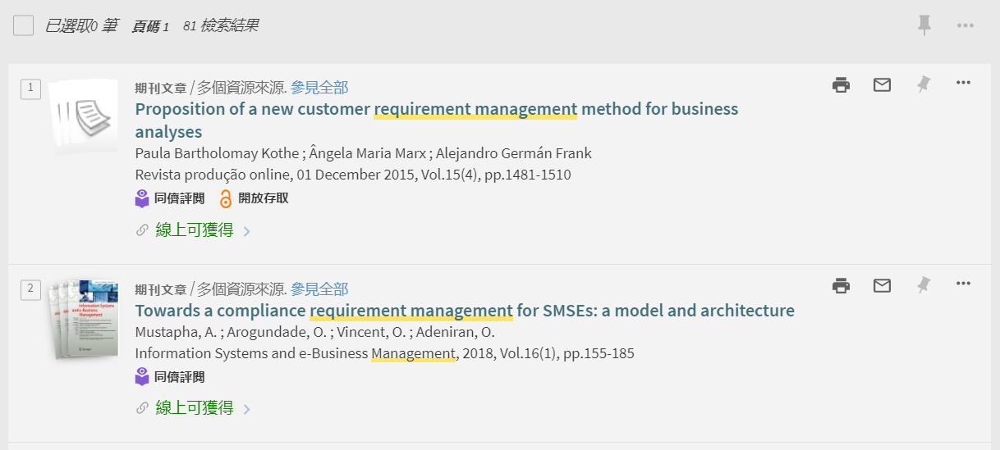 已選取0 筆 頁碼 1 81 檢索結果
1
期刊文章 / 多個資源來源. 參見全部
Proposition of a new customer requirement management method for business
analyses
Paula Bartholomay Kothe ; Ângela Maria Marx ; Alejandro Germán Frank
Revista produção online, 01 December 2015, Vol.15(4), pp.1481-1510
同儕評閱 開放存取
線上可獲得
2
期刊文章 / 多個資源來源. 參見全部
Towards a compliance requirement management for SMSEs: a model and architecture
Mustapha, A. ; Arogundade, O. ; Vincent, O. ; Adeniran, O.
Information Systems and e-Business Management, 2018, Vol.16(1), pp.155-185
Information Systems
and e-Business
Management
同儕評閱
線上可獲得